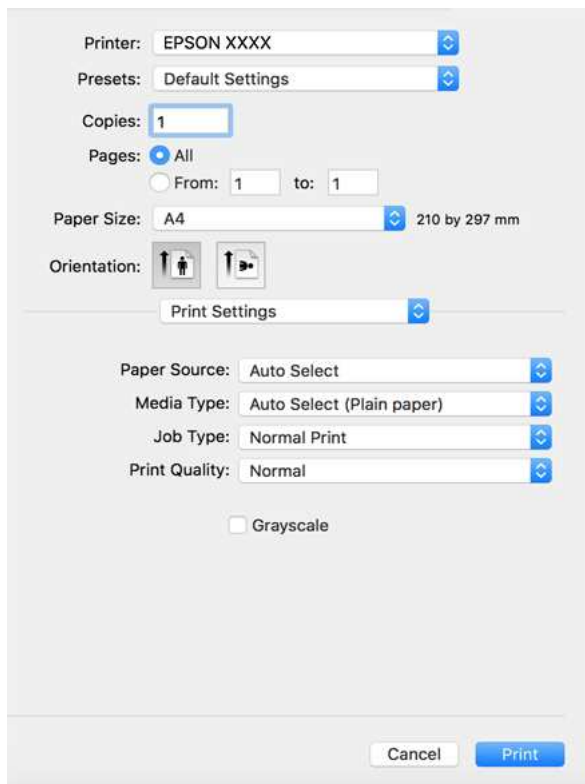 Printer: EPSON XXXX
Presets: Default Settings
Copies: 1
Pages: All
From: 1 to: 1
Paper Size: A4 210 by 297 mm
Orientation:
Print Settings
Paper Source: Auto Select
Media Type: Auto Select (Plain paper)
Job Type: Normal Print
Print Quality: Normal
Grayscale
Cancel Print